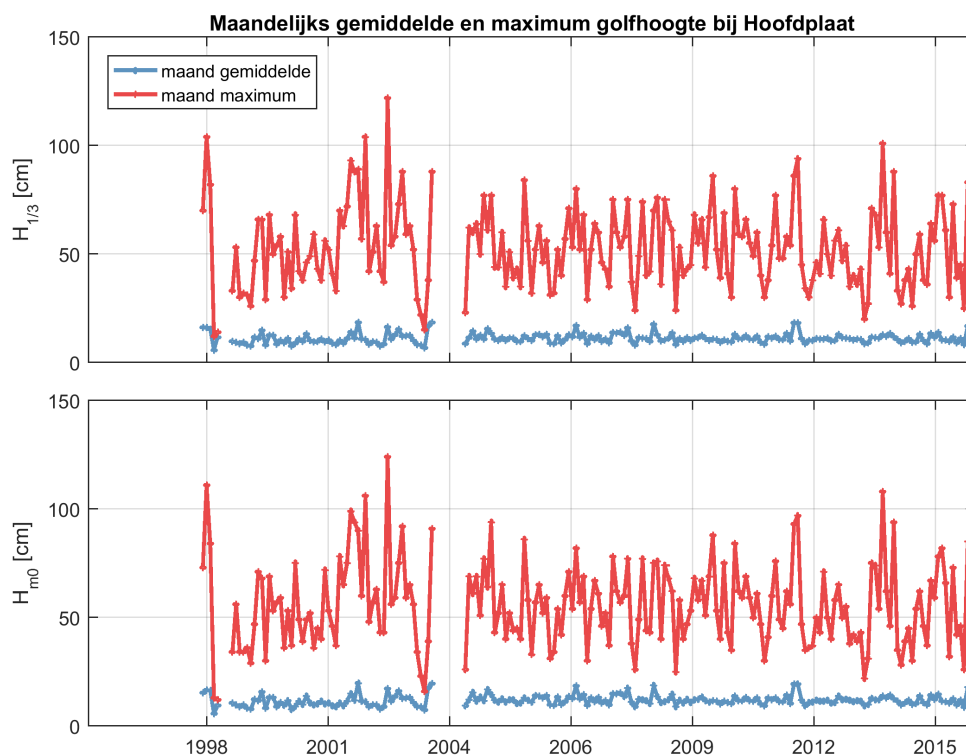 Maandelijks gemiddelde en maximum golfhoogte bij Hoofdplaat
150
100
50
0
H1/3 [cm]
maand gemiddelde
maand maximum
150
100
50
0
Hm0 [cm]
1998 2001 2004 2006 2009 2012 2015